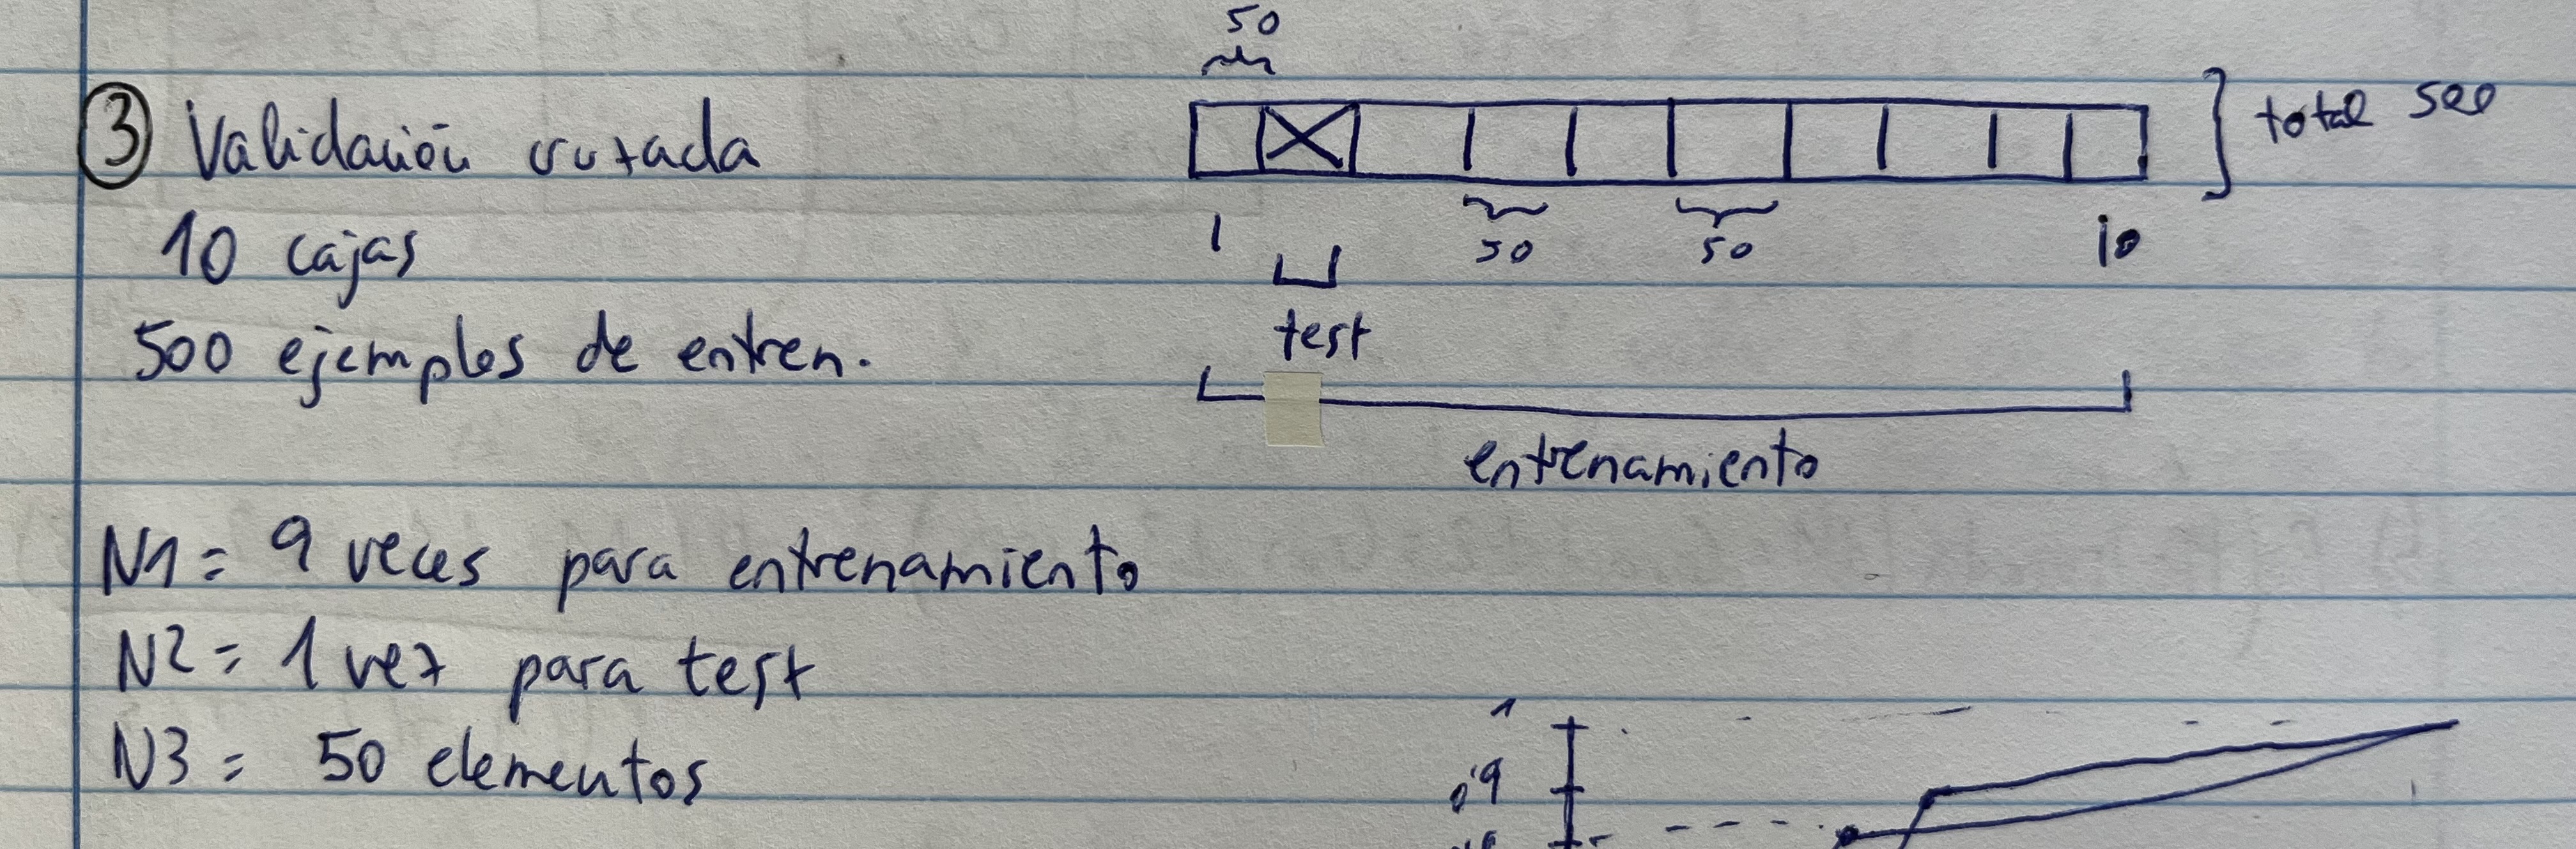 50
③ Validación cruzada
total 500
10 cajas
1
50
50
10
500 ejemplos de entren.
test
entrenamiento
N1 = 9 veces para entrenamiento
N2 = 1 vez para test
N3 = 50 elementos
1
0'9